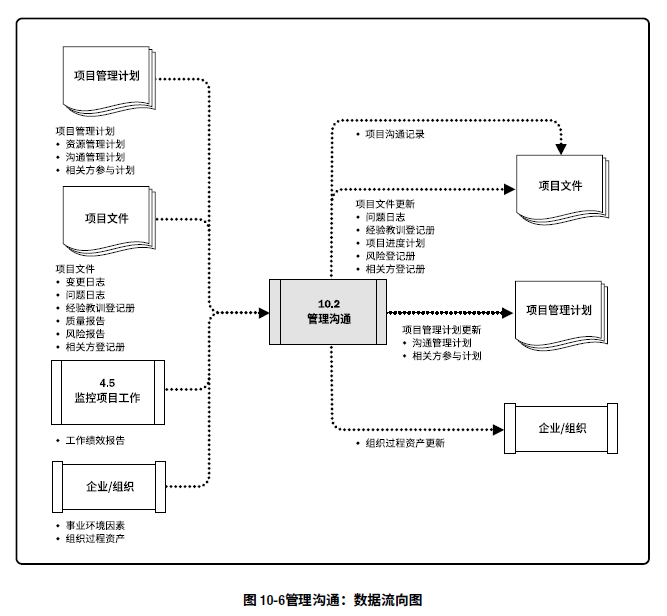 项目管理计划
项目管理计划
• 资源管理计划
• 沟通管理计划
• 相关方参与计划
项目文件
项目文件
• 变更日志
• 问题日志
• 经验教训登记册
• 质量报告
• 风险报告
• 相关方登记册
4.5
监控项目工作
• 工作绩效报告
企业/组织
• 事业环境因素
• 组织过程资产
10.2
管理沟通
• 项目沟通记录
项目文件
项目文件更新
• 问题日志
• 经验教训登记册
• 项目进度计划
• 风险登记册
• 相关方登记册
项目管理计划
项目管理计划更新
• 沟通管理计划
• 相关方参与计划
企业/组织
• 组织过程资产更新
图 10-6管理沟通：数据流向图